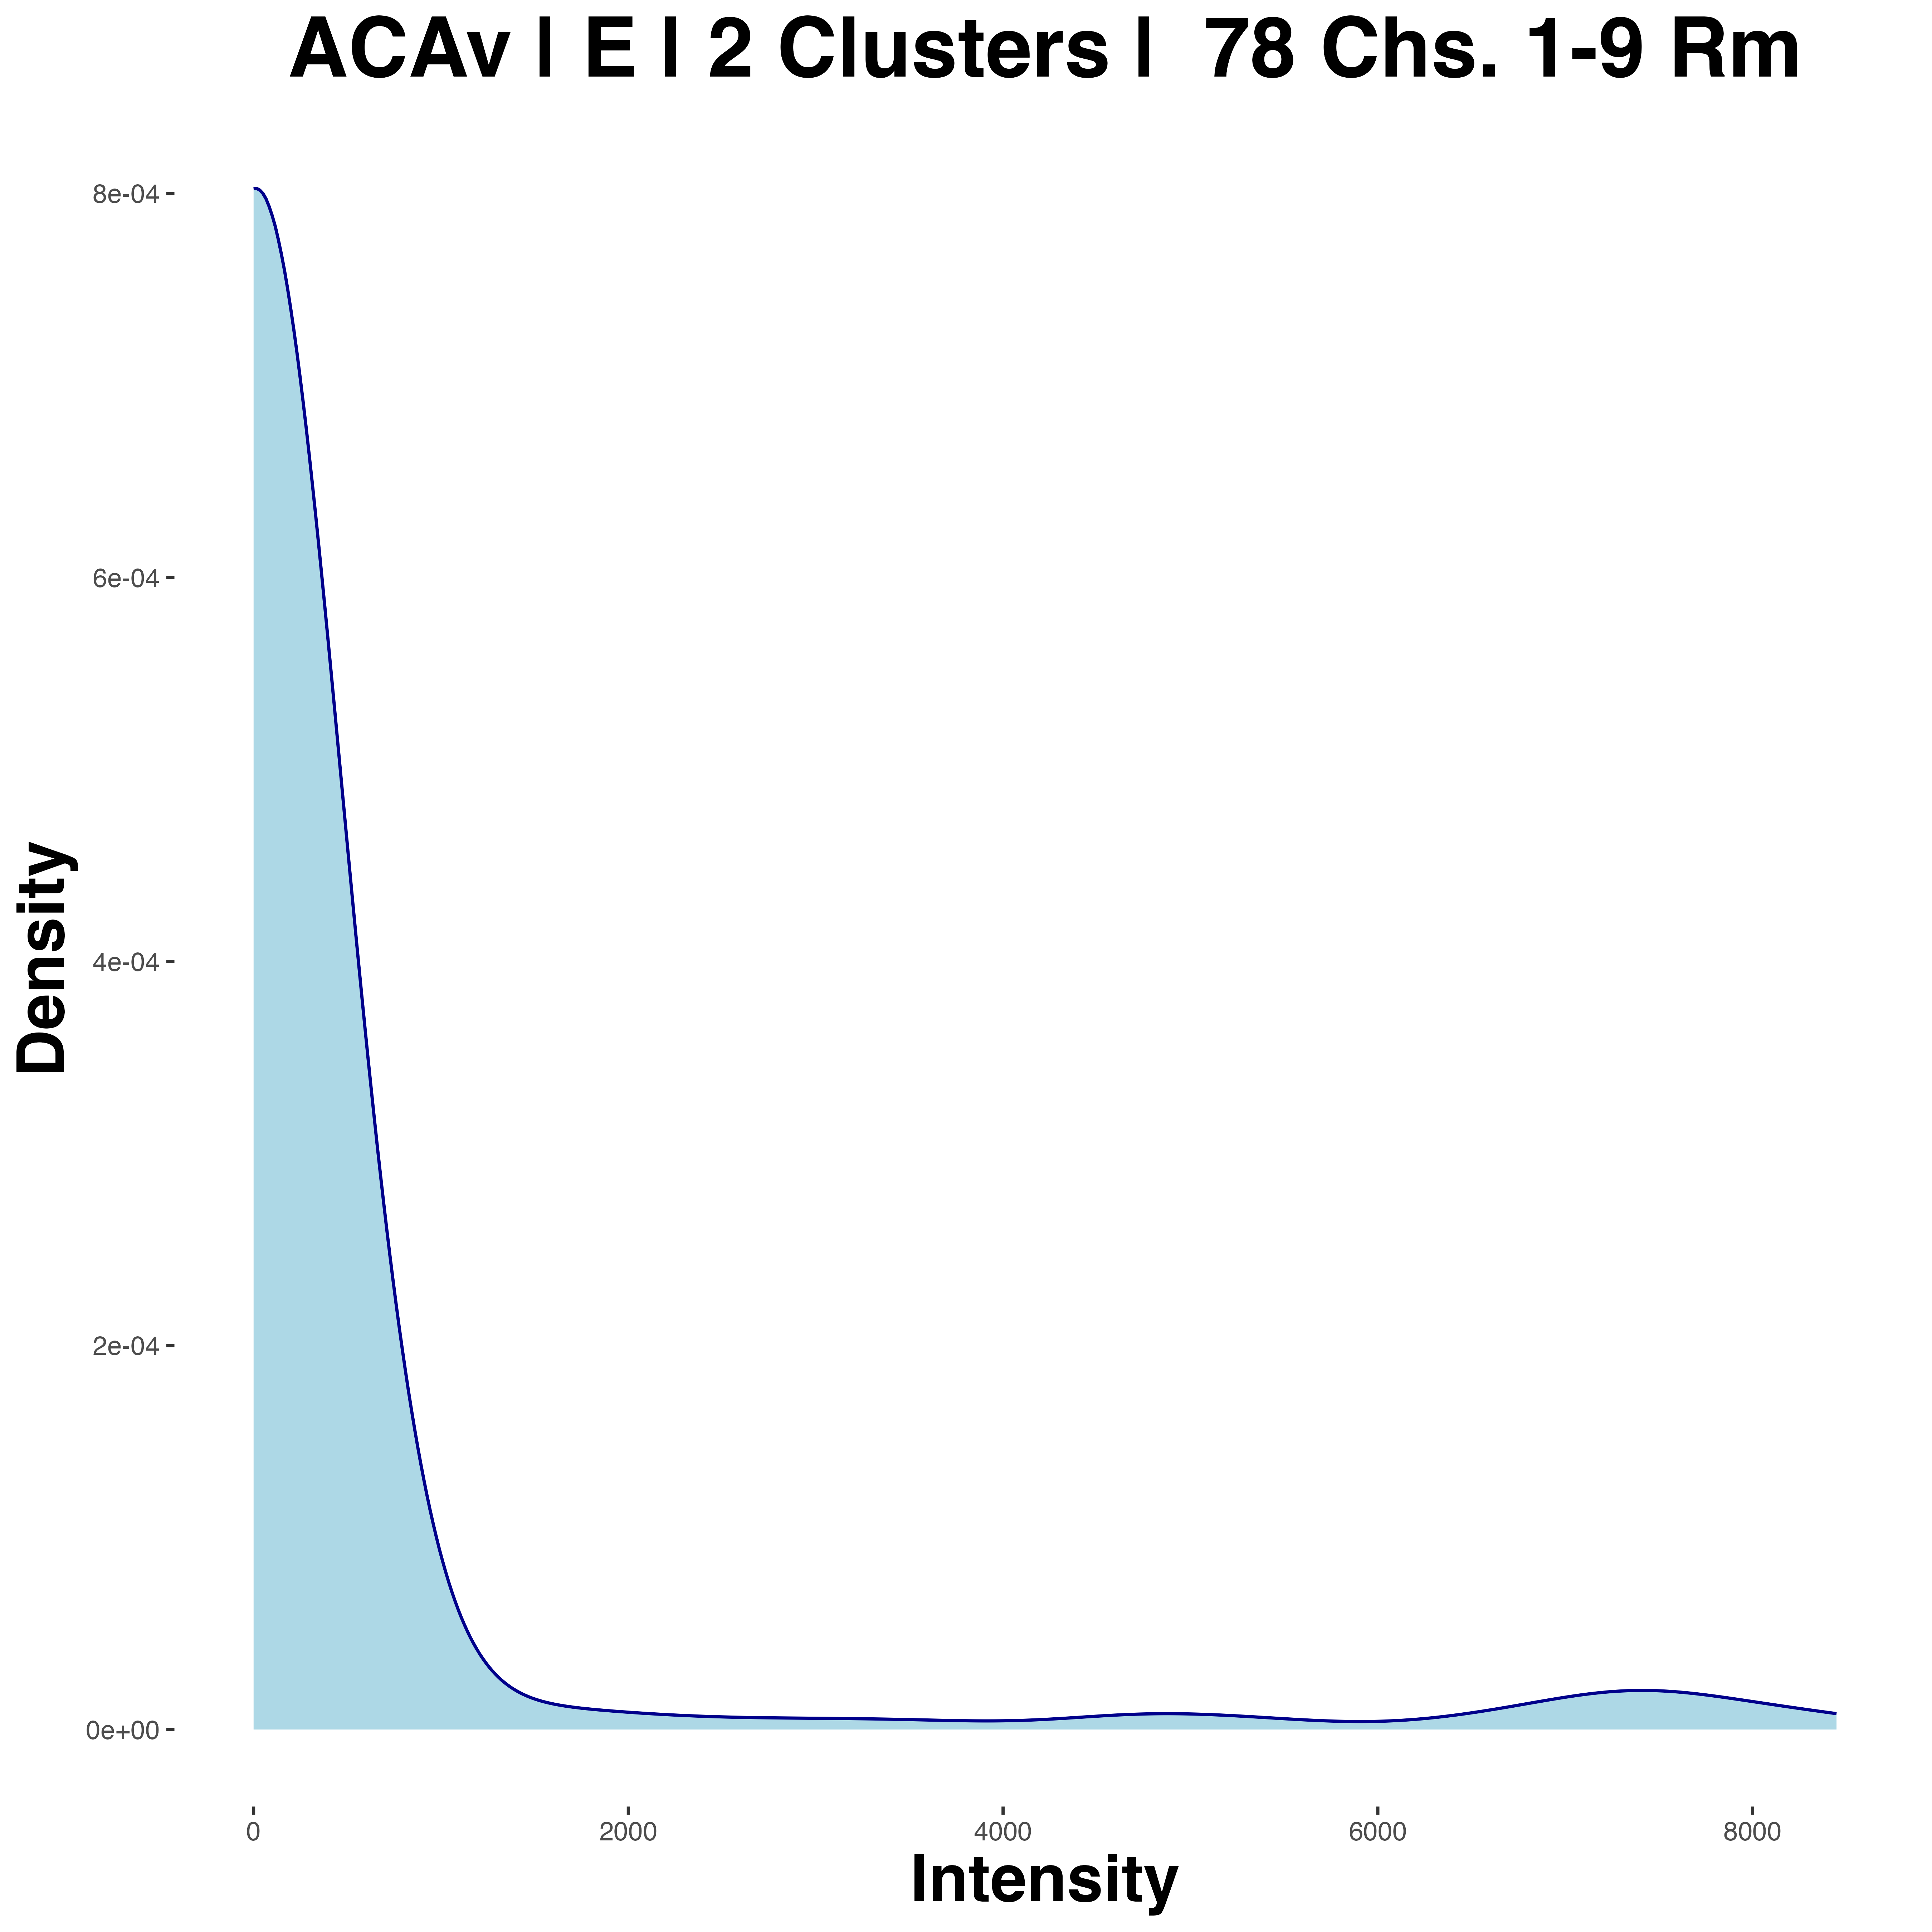 ACAv | E | 2 Clusters |  78 Chs. 1-9 Rm
8e-04
6e-04
4e-04
2e-04
0e+00
Density
0 2000 4000 6000 8000
Intensity